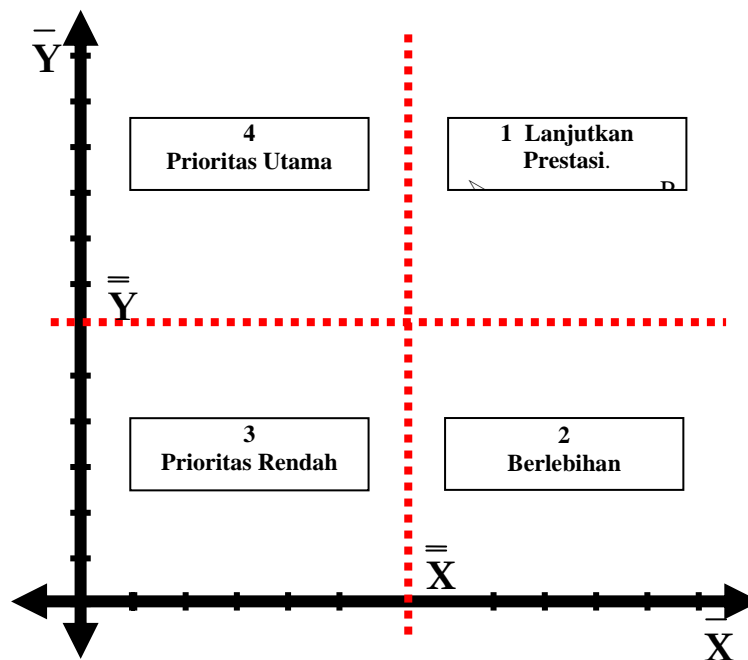 Ȳ
4
Prioritas Utama
1 Lanjutkan
Prestasi.
Y̿
3
Prioritas Rendah
2
Berlebihan
X̿
X̄